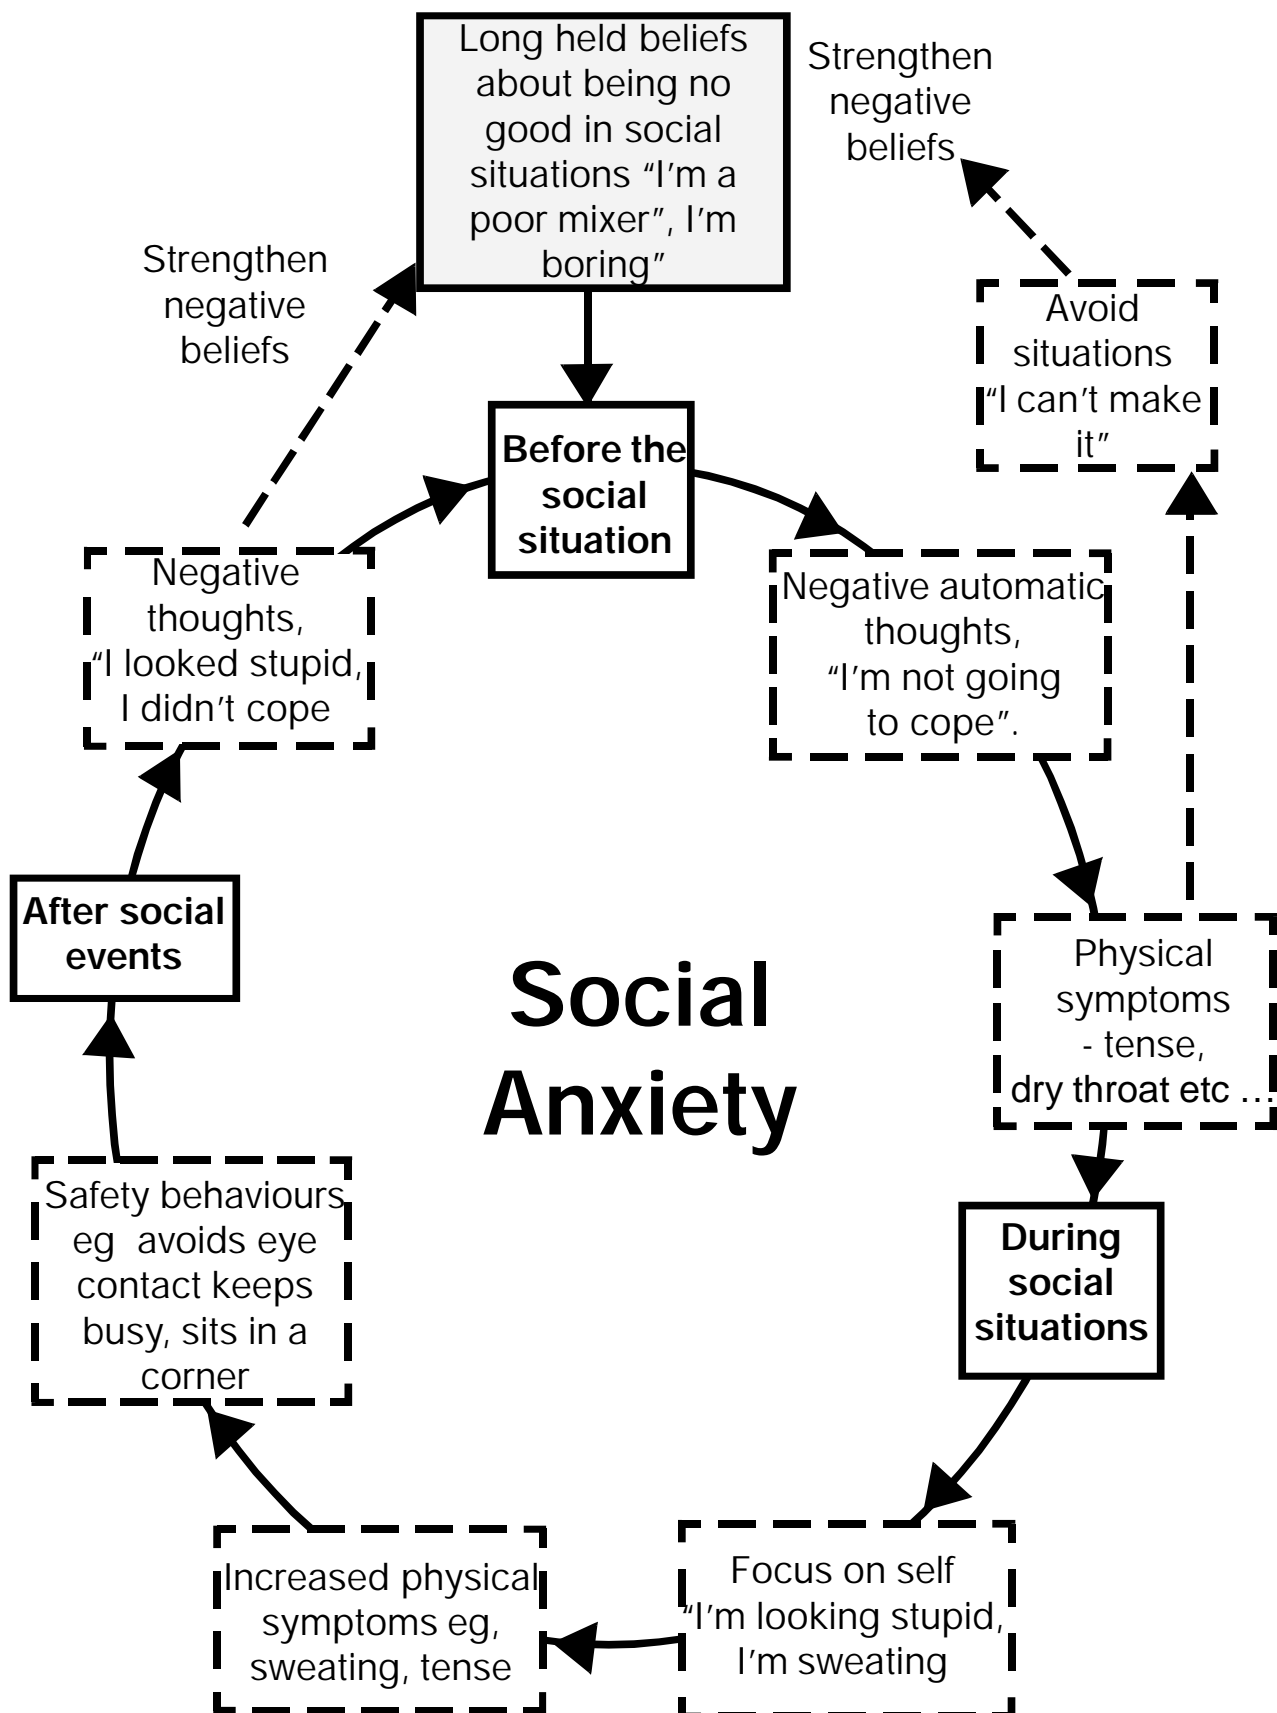 Long held beliefs
about being no
good in social
situations “I’m a
poor mixer”, I’m
boring”
Strengthen
negative
beliefs
Strengthen
negative
beliefs
Avoid
situations
“I can't make
it”
Before the
social
situation
Negative automatic
thoughts,
“I’m not going
to cope”.
Negative
thoughts,
“I looked stupid,
I didn’t cope
After social
events
Social
Anxiety
Physical
symptoms
- tense,
dry throat etc …
Safety behaviours
eg avoids eye
contact keeps
busy, sits in a
corner
During
social
situations
Increased physical
symptoms eg,
sweating, tense
Focus on self
“I’m looking stupid,
I’m sweating